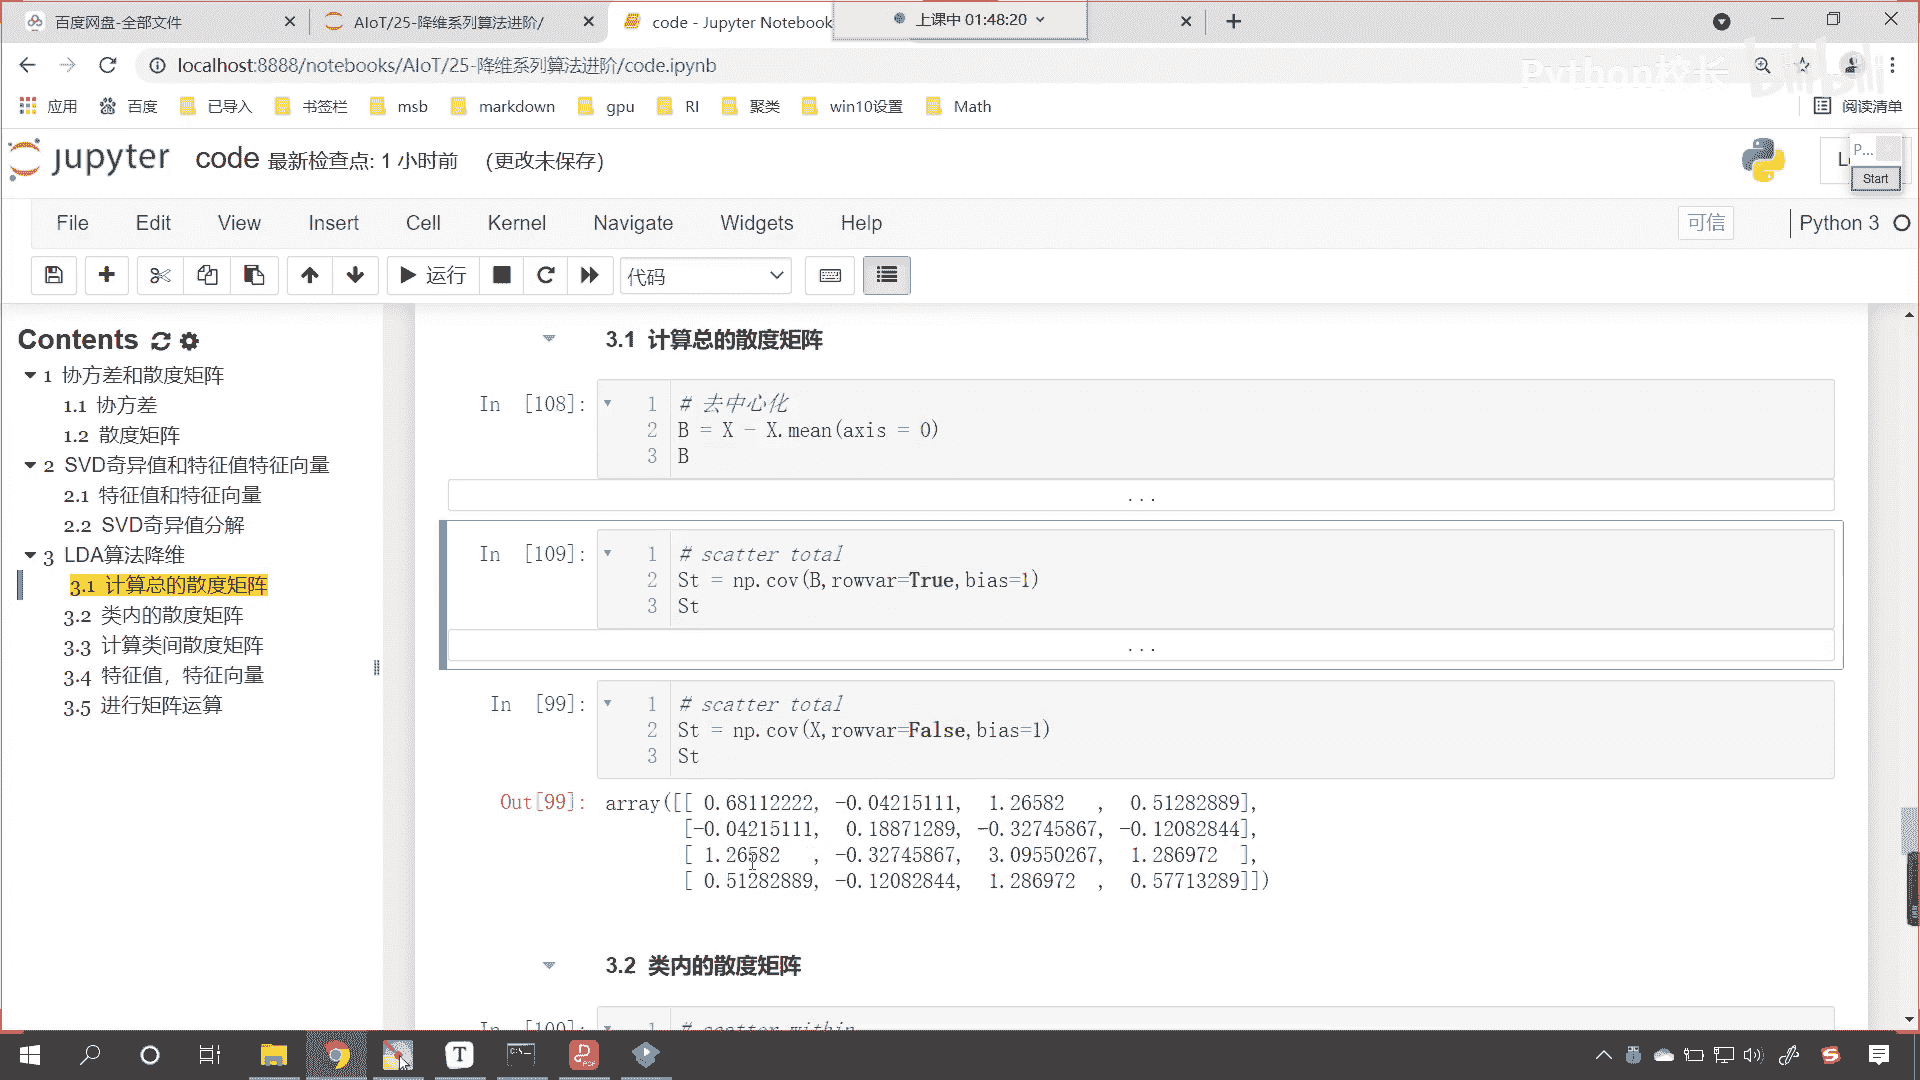 百度网盘-全部文件
AIoT/25-降维系列算法进阶/
code - Jupyter Notebook
上课中 01:48:20
localhost:8888/notebooks/AIoT/25-降维系列算法进阶/code.ipynb
Python校长
bilibili
应用
百度
已导入
书签栏
msb
markdown
gpu
RI
聚类
win10设置
Math
阅读清单
jupyter
code 最新检查点: 1 小时前 (更改未保存)
P...
Start
File Edit View Insert Cell Kernel Navigate Widgets Help
可信
Python 3
运行
代码
Contents
1 协方差和散度矩阵
1.1 协方差
1.2 散度矩阵
2 SVD奇异值和特征值特征向量
2.1 特征值和特征向量
2.2 SVD奇异值分解
3 LDA算法降维
3.1 计算总的散度矩阵
3.2 类内的散度矩阵
3.3 计算类间散度矩阵
3.4 特征值，特征向量
3.5 进行矩阵运算
3.1 计算总的散度矩阵
In [108]:
1 # 去中心化
2 B = X - X.mean(axis = 0)
3 B
...
In [109]:
1 # scatter total
2 St = np.cov(B,rowvar=True,bias=1)
3 St
...
In [99]:
1 # scatter total
2 St = np.cov(X,rowvar=False,bias=1)
3 St
Out[99]: array([[ 0.68112222, -0.04215111, 1.26582 , 0.51282889],
[-0.04215111, 0.18871289, -0.32745867, -0.12082844],
[ 1.26582 , -0.32745867, 3.09550267, 1.286972 ],
[ 0.51282889, -0.12082844, 1.286972 , 0.57713289]])
3.2 类内的散度矩阵
In [100]:
1 # scatter within